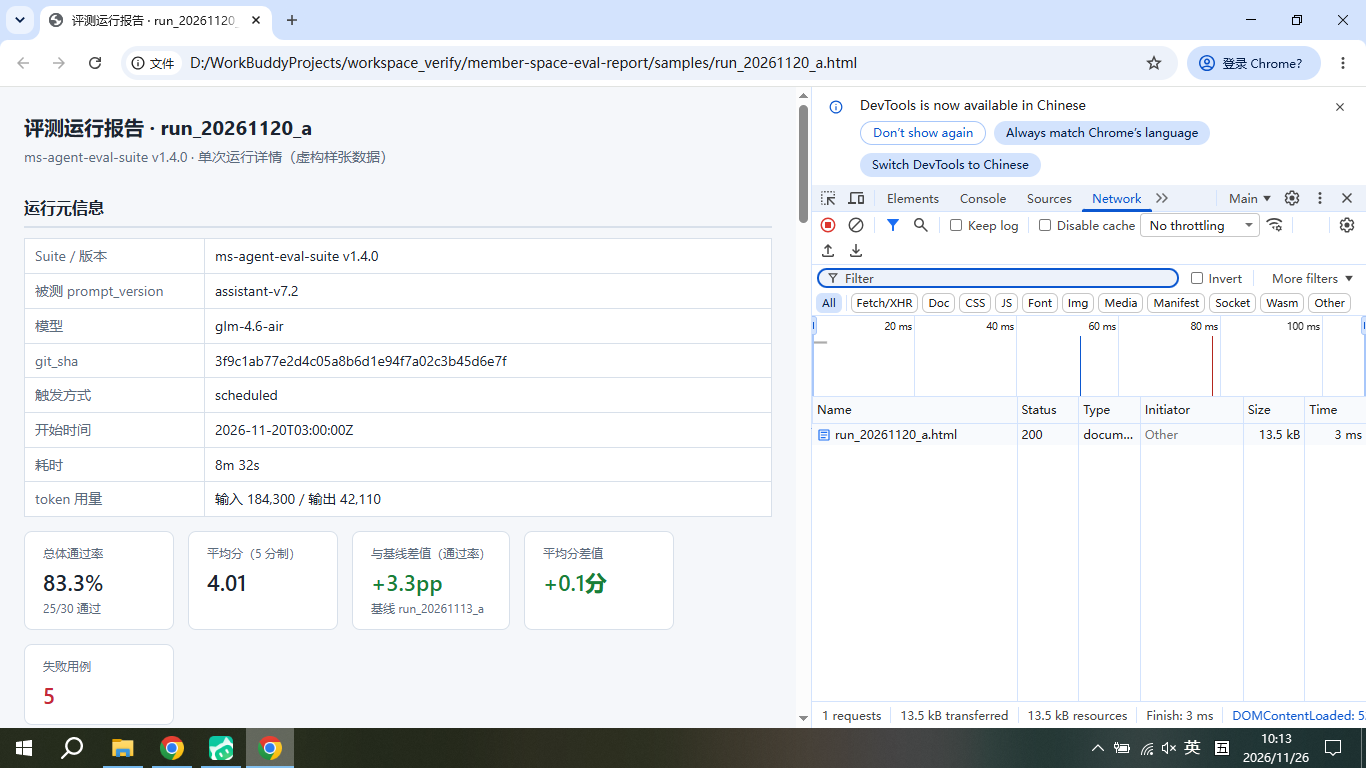 评测运行报告 · run_20261120_
登录 Chrome?
文件
D:/WorkBuddyProjects/workspace_verify/member-space-eval-report/samples/run_20261120_a.html
评测运行报告 · run_20261120_a
ms-agent-eval-suite v1.4.0 · 单次运行详情（虚构样张数据）
运行元信息
Suite / 版本 ms-agent-eval-suite v1.4.0
被测 prompt_version assistant-v7.2
模型 glm-4.6-air
git_sha 3f9c1ab77e2d4c05a8b6d1e94f7a02c3b45d6e7f
触发方式 scheduled
开始时间 2026-11-20T03:00:00Z
耗时 8m 32s
token 用量 输入 184,300 / 输出 42,110
总体通过率
83.3%
25/30 通过
平均分（5 分制）
4.01
与基线差值（通过率）
+3.3pp
基线 run_20261113_a
平均分差值
+0.1分
失败用例
5
DevTools is now available in Chinese
Don't show again
Always match Chrome's language
Switch DevTools to Chinese
Elements Console Sources Network Main
Keep log Disable cache No throttling
Filter Invert More filters
All Fetch/XHR Doc CSS JS Font Img Media Manifest Socket Wasm Other
20 ms 40 ms 60 ms 80 ms 100 ms
Name Status Type Initiator Size Time
run_20261120_a.html 200 docum... Other 13.5 kB 3 ms
1 requests 13.5 kB transferred 13.5 kB resources Finish: 3 ms DOMContentLoaded: 5
英 五
10:13
2026/11/26